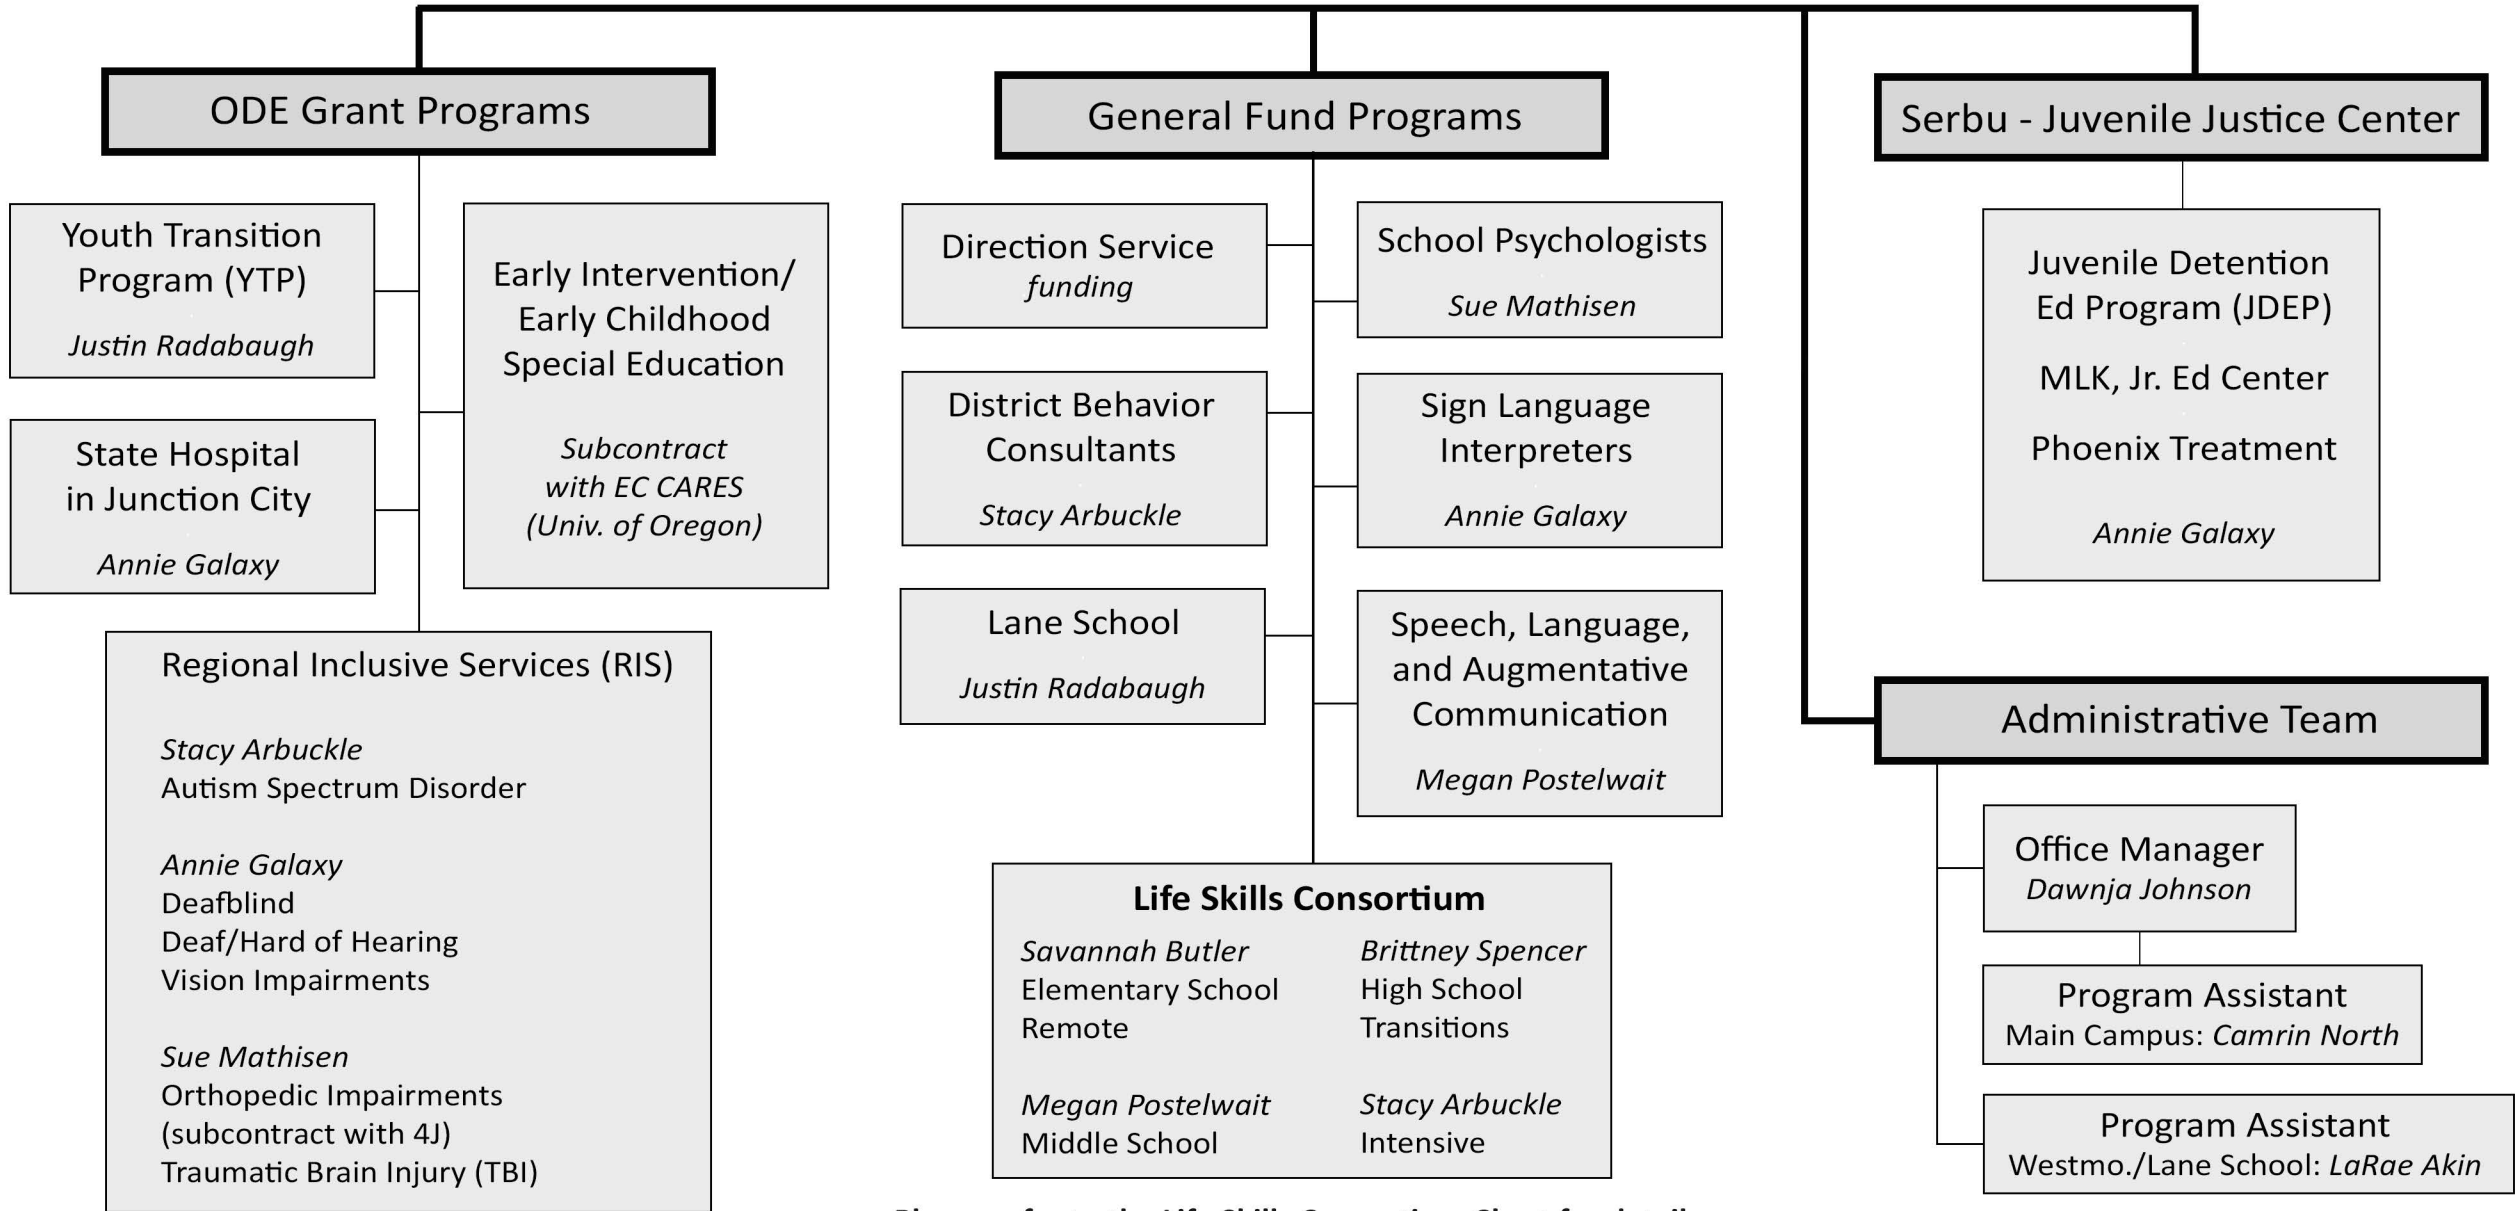 ODE Grant Programs
Youth Transition
Program (YTP)
Justin Radabaugh
State Hospital
in Junction City
Annie Galaxy
Early Intervention/
Early Childhood
Special Education
Subcontract
with EC CARES
(Univ. of Oregon)
Regional Inclusive Services (RIS)
Stacy Arbuckle
Autism Spectrum Disorder
Annie Galaxy
Deafblind
Deaf/Hard of Hearing
Vision Impairments
Sue Mathisen
Orthopedic Impairments
(subcontract with 4J)
Traumatic Brain Injury (TBI)
General Fund Programs
Direction Service
funding
School Psychologists
Sue Mathisen
District Behavior
Consultants
Stacy Arbuckle
Sign Language
Interpreters
Annie Galaxy
Lane School
Justin Radabaugh
Speech, Language,
and Augmentative
Communication
Megan Postelwait
Life Skills Consortium
Savannah Butler
Elementary School
Remote
Megan Postelwait
Middle School
Brittney Spencer
High School
Transitions
Stacy Arbuckle
Intensive
Serbu - Juvenile Justice Center
Juvenile Detention
Ed Program (JDEP)
MLK, Jr. Ed Center
Phoenix Treatment
Annie Galaxy
Administrative Team
Office Manager
Dawnja Johnson
Program Assistant
Main Campus: Camrin North
Program Assistant
Westmo./Lane School: LaRae Akin